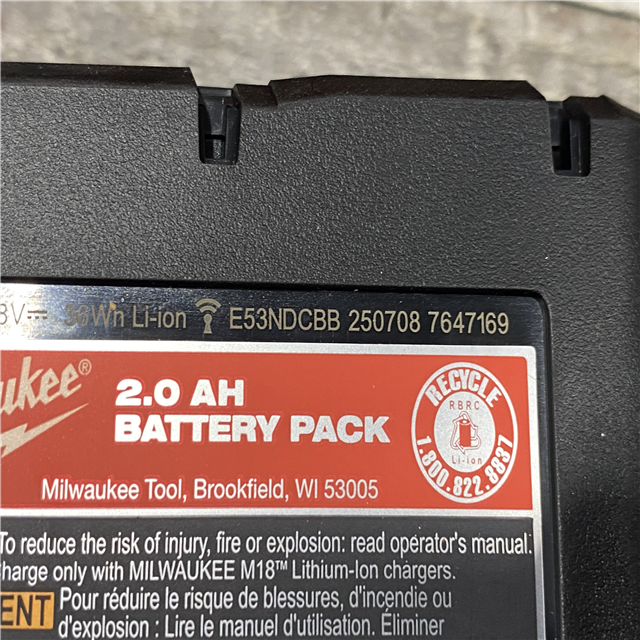 8V⎓ 36Wh Li-ion E53NDCBB 250708 7647169
ukee®
2.0 AH
BATTERY PACK
RECYCLE
RBRC
Li-ion
1.800.822.8837
Milwaukee Tool, Brookfield, WI 53005
To reduce the risk of injury, fire or explosion: read operator's manual.
Charge only with MILWAUKEE M18™ Lithium-Ion chargers.
ENT Pour réduire le risque de blessures, d'incendie ou
d'explosion : Lire le manuel d'utilisation. Éliminer